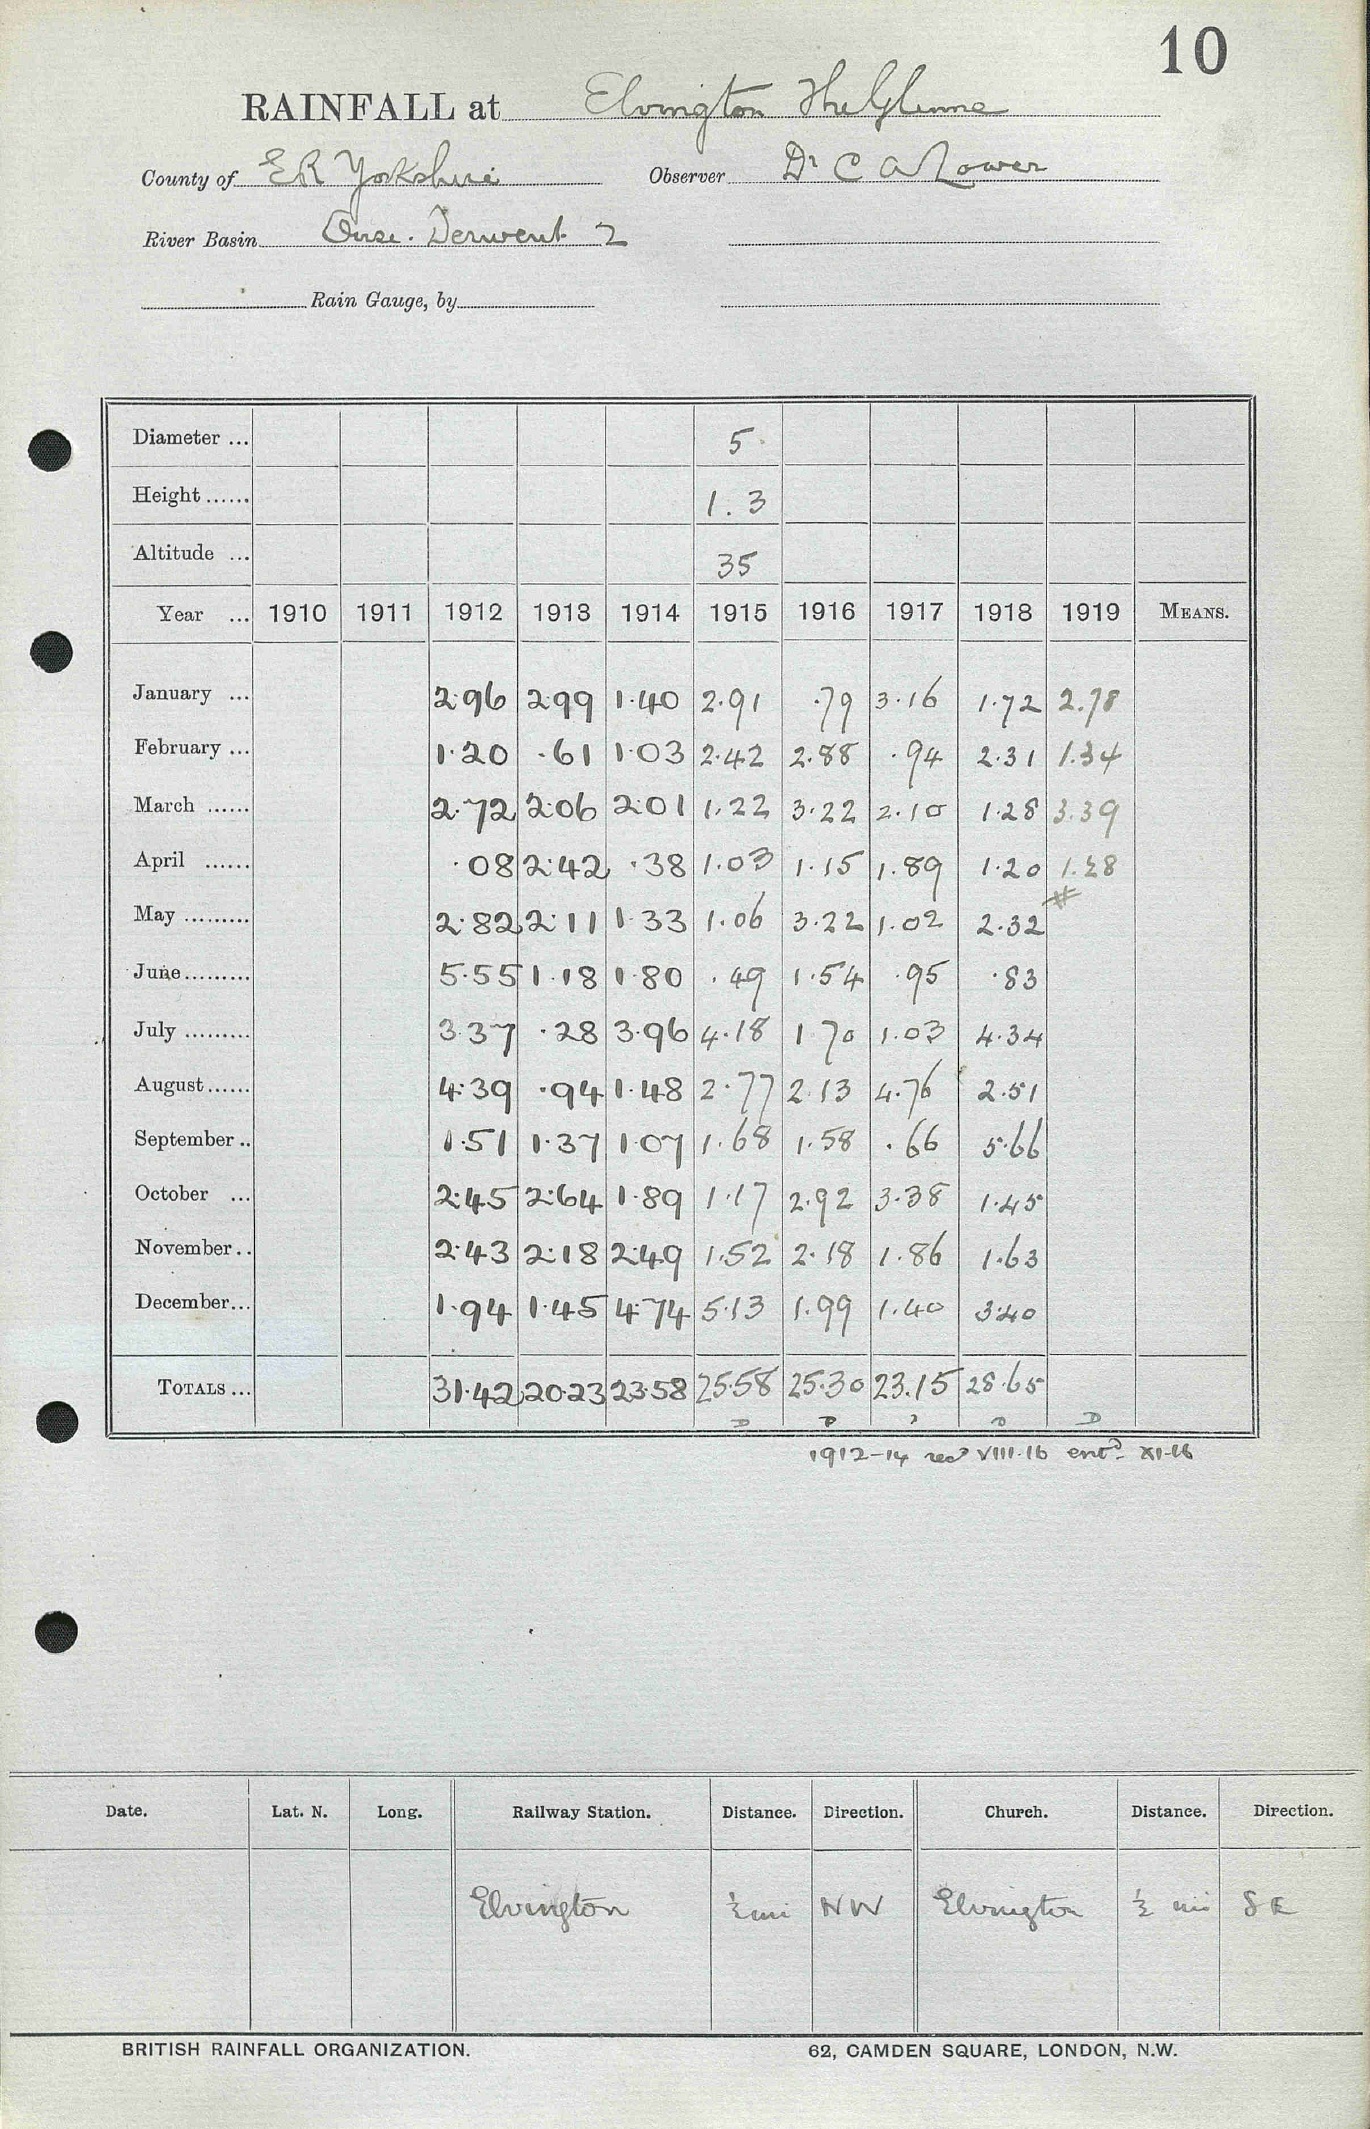 10
RAINFALL at Elvington The Glenne
County of ER Yorkshire Observer Dr C A Lower
River Basin Ouse. Derwent 2
Rain Gauge, by
Diameter ... 5
Height ...... 1.3
Altitude ... 35
Year ... 1910 1911 1912 1913 1914 1915 1916 1917 1918 1919 MEANS.
January ... 2.96 2.99 1.40 2.91 .79 3.16 1.72 2.78
February ... 1.20 .61 1.03 2.42 2.88 .94 2.31 1.34
March ...... 2.72 2.06 2.01 1.22 3.22 2.10 1.28 3.39
April ...... .08 2.42 .38 1.03 1.15 1.89 1.20 1.28
May ......... 2.82 2.11 1.33 1.06 3.22 1.02 2.32 #
June ......... 5.55 1.18 1.80 .49 1.54 .95 .83
July ......... 3.37 .28 3.96 4.18 1.70 1.03 4.34
August ...... 4.39 .94 1.48 2.77 2.13 4.76 2.51
September .. 1.51 1.37 1.07 1.68 1.58 .66 5.66
October ... 2.45 2.64 1.89 1.17 2.92 3.38 1.45
November .. 2.43 2.18 2.49 1.52 2.18 1.86 1.63
December ... 1.94 1.45 4.74 5.13 1.99 1.40 3.40
TOTALS ... 31.42 20.23 23.58 25.58 25.30 23.15 28.65
D D D D
1912-14 recd VIII.16 entd XI.16
Date. Lat. N. Long. Railway Station. Distance. Direction. Church. Distance. Direction.
Elvington ½ mi NW Elvington ½ mi SE
BRITISH RAINFALL ORGANIZATION. 62, CAMDEN SQUARE, LONDON, N.W.